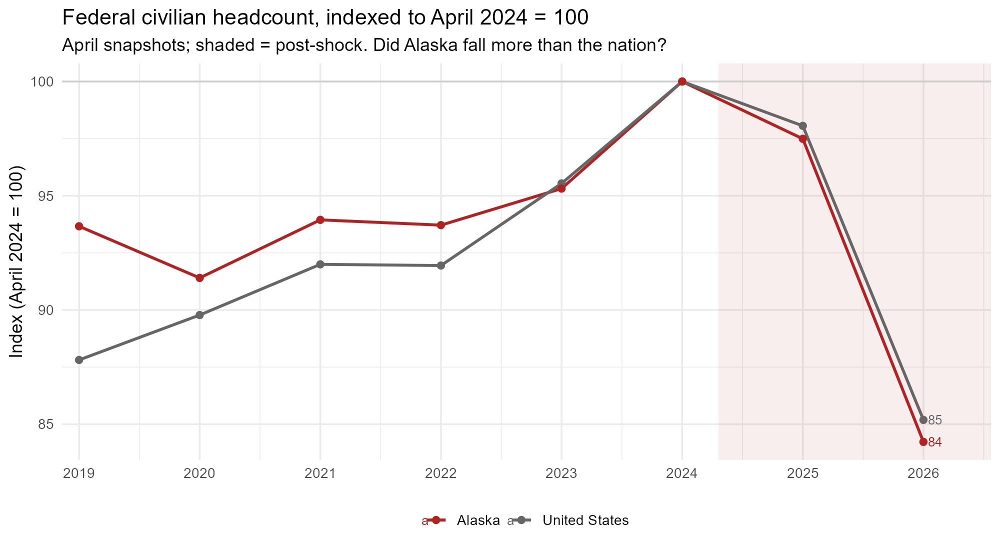 Federal civilian headcount, indexed to April 2024 = 100
April snapshots; shaded = post-shock. Did Alaska fall more than the nation?
Index (April 2024 = 100)
100
95
90
85
85
84
2019 2020 2021 2022 2023 2024 2025 2026
a Alaska a United States